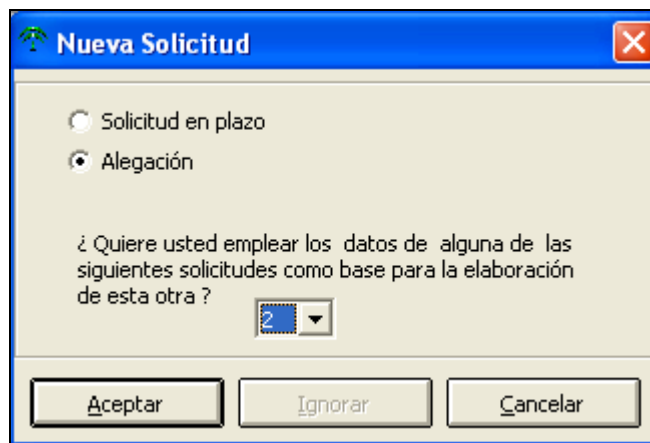 Nueva Solicitud
Solicitud en plazo
Alegación
¿ Quiere usted emplear los datos de alguna de las
siguientes solicitudes como base para la elaboración
de esta otra ?
2
Aceptar
Ignorar
Cancelar